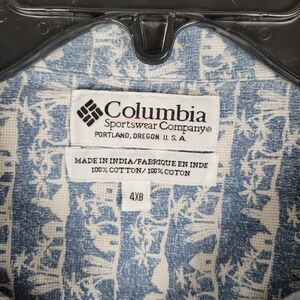 Columbia
Sportswear Company®
PORTLAND, OREGON U.S.A.
MADE IN INDIA/FABRIQUE EN INDE
100% COTTON/100% COTON
4XB